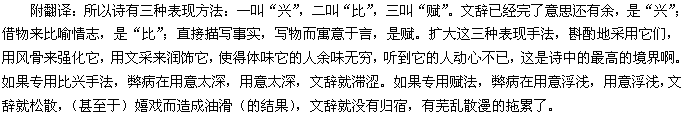 附翻译：所以诗有三种表现方法：一叫“兴”，二叫“比”，三叫“赋”。文辞已经完了意思还有余，是“兴”；
借物来比喻情志，是“比”；直接描写事实，写物而寓意于言，是赋。扩大这三种表现手法，斟酌地采用它们，
用风骨来强化它，用文采来润饰它，使得体味它的人余味无穷，听到它的人动心不已，这是诗中的最高的境界啊。
如果专用比兴手法，弊病在用意太深，用意太深，文辞就滞涩。如果专用赋法，弊病在用意浮浅，用意浮浅，文
辞就松散，（甚至于）嬉戏而造成油滑（的结果），文辞就没有归宿，有芜乱散漫的拖累了。